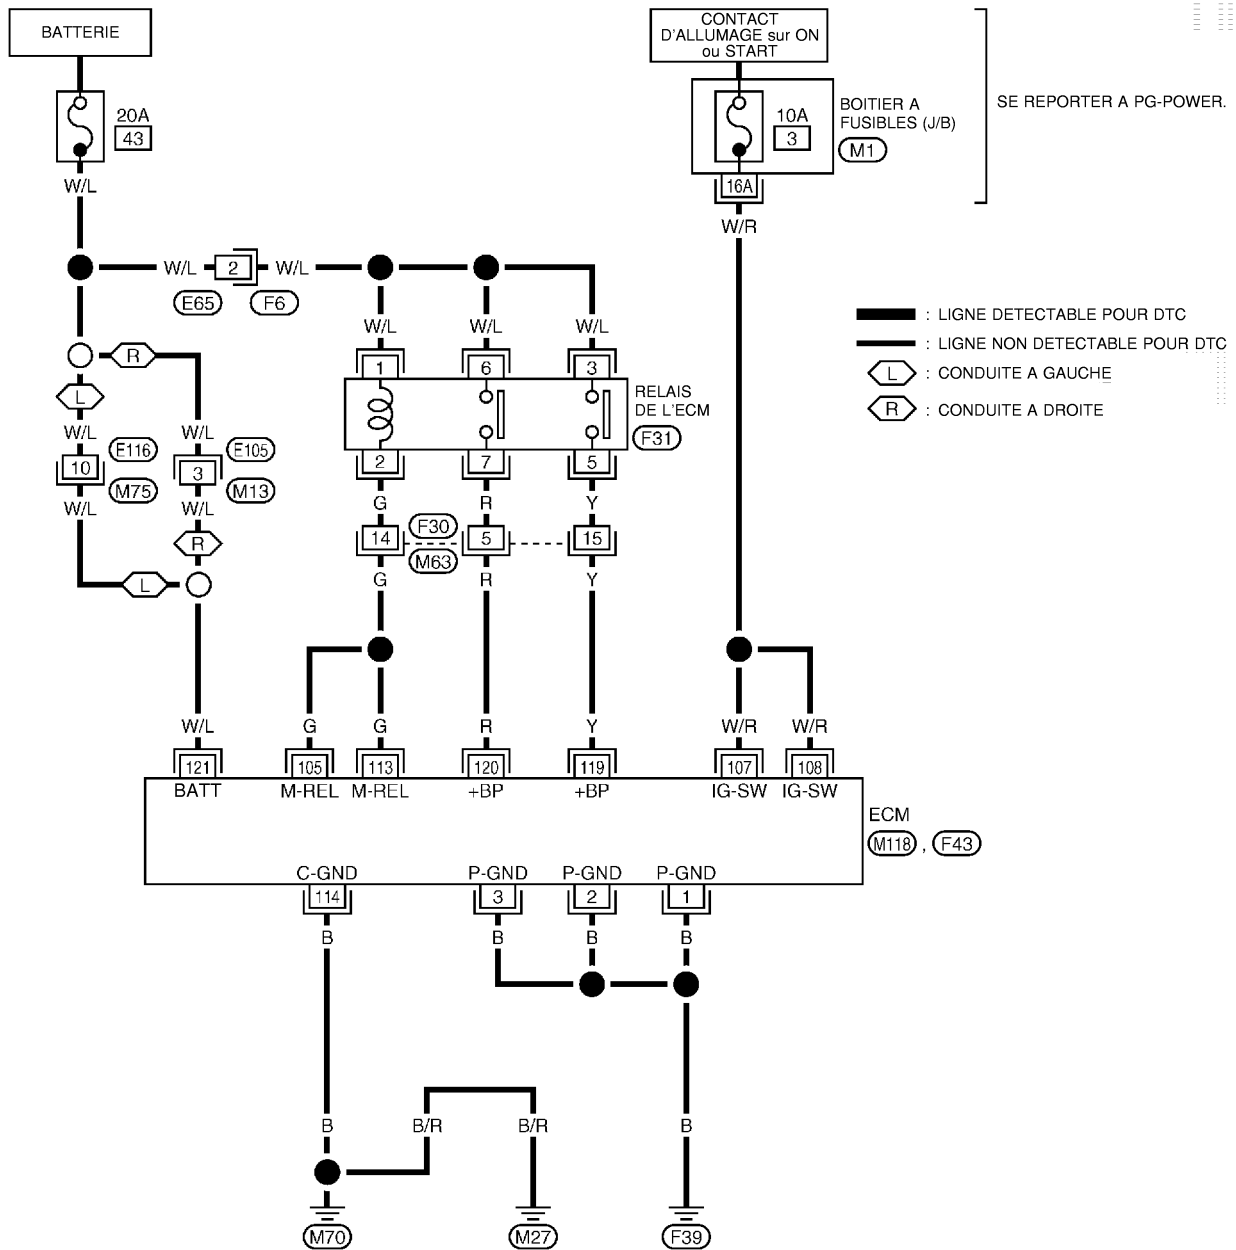 BATTERIE
CONTACT
D'ALLUMAGE sur ON
ou START
20A
43
10A
3
BOITIER A
FUSIBLES (J/B)
M1
SE REPORTER A PG-POWER.
16A
W/L
W/R
W/L
2
W/L
E65
F6
W/L
W/L
W/L
: LIGNE DETECTABLE POUR DTC
: LIGNE NON DETECTABLE POUR DTC
L : CONDUITE A GAUCHE
R : CONDUITE A DROITE
R
1
6
3
L
RELAIS
DE L'ECM
F31
W/L
W/L
E116
E105
10
3
2
7
5
M75
M13
W/L
W/L
G
R
Y
F30
14
5
15
M63
R
L
G
R
Y
W/L
G
G
R
Y
W/R
W/R
121
105
113
120
119
107
108
BATT
M-REL
M-REL
+BP
+BP
IG-SW
IG-SW
ECM
M118 , F43
C-GND
P-GND
P-GND
P-GND
114
3
2
1
B
B
B
B
B
B/R
B/R
B
M70
M27
F39